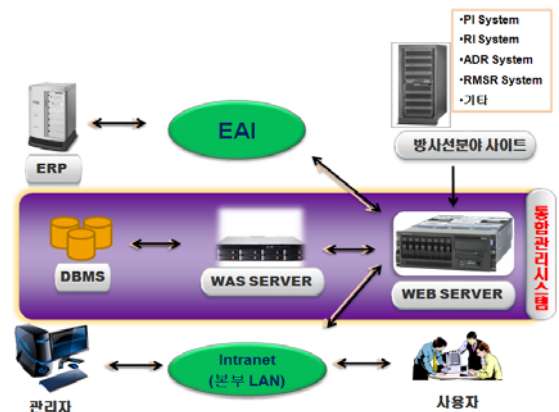 •PI System
•RI System
•ADR System
•RMSR System
•기타
EAI
ERP
방사선분야 사이트
DBMS
WAS SERVER
WEB SERVER
통합관리시스템
Intranet
(본부 LAN)
관리자
사용자